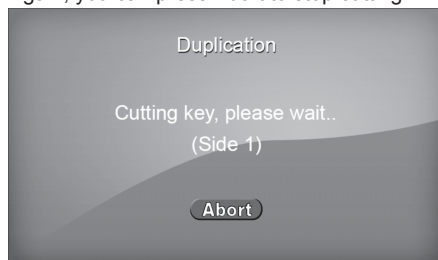 Duplication
Cutting key, please wait..
(Side 1)
Abort